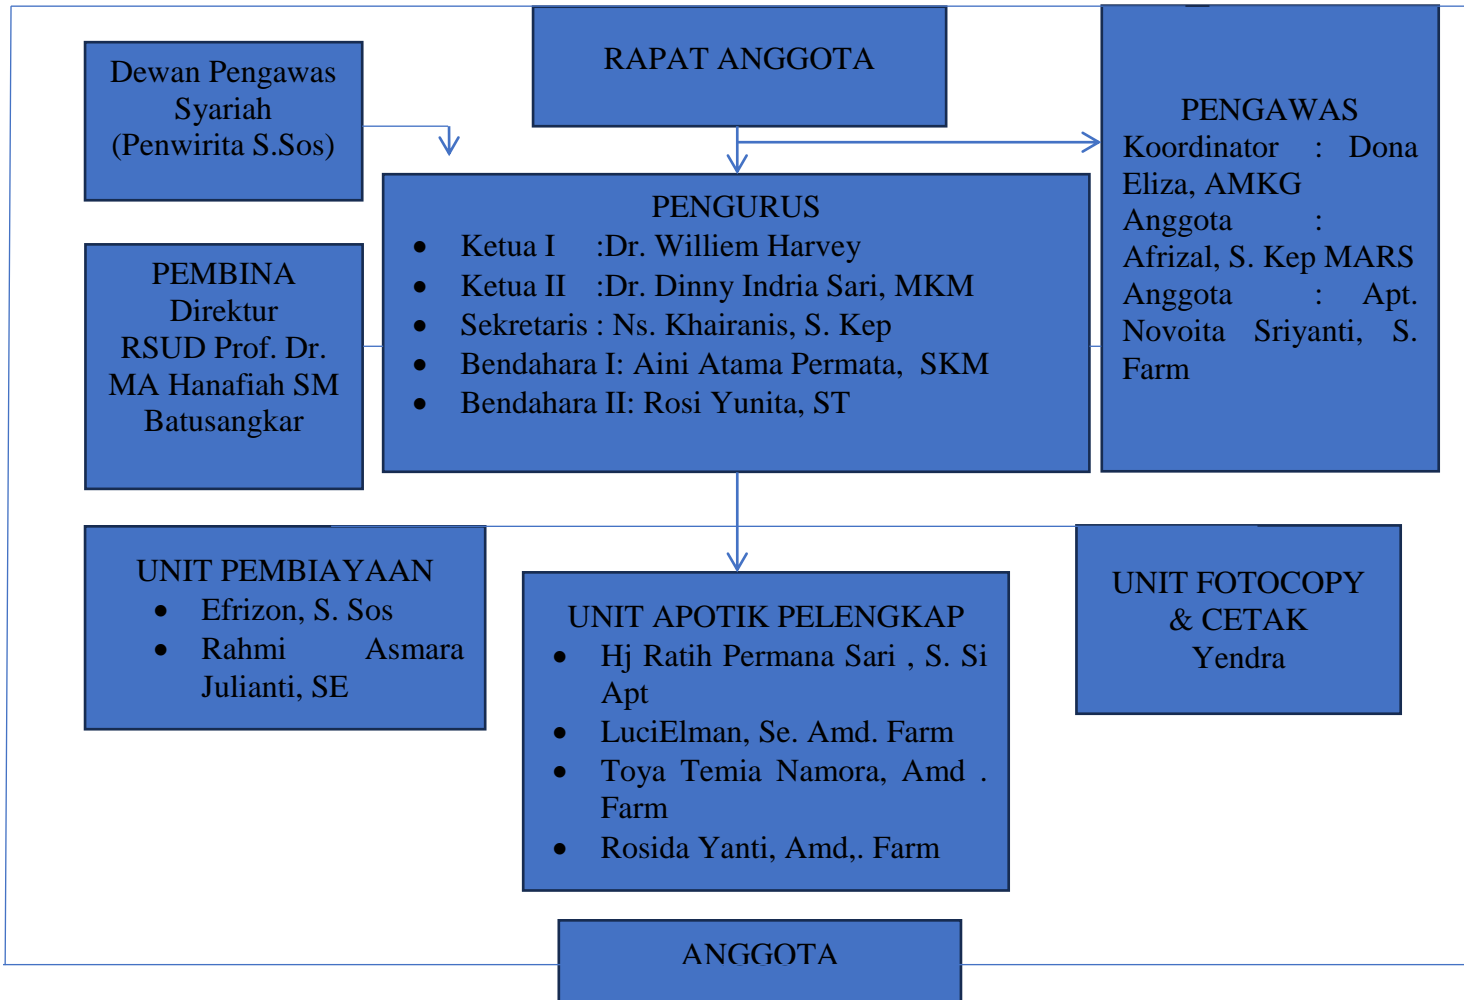 RAPAT ANGGOTA
Dewan Pengawas
Syariah
(Penwirita S.Sos)
PENGAWAS
Koordinator : Dona
Eliza, AMKG
Anggota :
Afrizal, S. Kep MARS
Anggota : Apt.
Novoita Sriyanti, S.
Farm
PENGURUS
• Ketua I :Dr. Williem Harvey
• Ketua II :Dr. Dinny Indria Sari, MKM
• Sekretaris : Ns. Khairanis, S. Kep
• Bendahara I: Aini Atama Permata, SKM
• Bendahara II: Rosi Yunita, ST
PEMBINA
Direktur
RSUD Prof. Dr.
MA Hanafiah SM
Batusangkar
UNIT PEMBIAYAAN
• Efrizon, S. Sos
• Rahmi Asmara
Julianti, SE
UNIT APOTIK PELENGKAP
• Hj Ratih Permana Sari , S. Si
Apt
• LuciElman, Se. Amd. Farm
• Toya Temia Namora, Amd .
Farm
• Rosida Yanti, Amd,. Farm
UNIT FOTOCOPY
& CETAK
Yendra
ANGGOTA